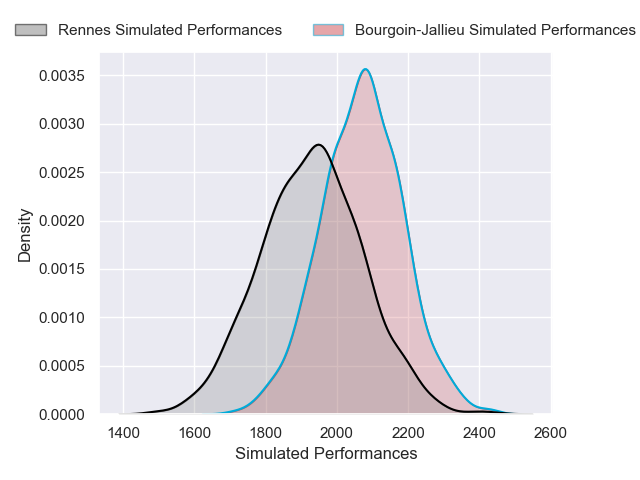 Rennes Simulated Performances
Bourgoin-Jallieu Simulated Performances
0.0035
0.0030
0.0025
0.0020
0.0015
0.0010
0.0005
0.0000
Density
1400 1600 1800 2000 2200 2400 2600
Simulated Performances